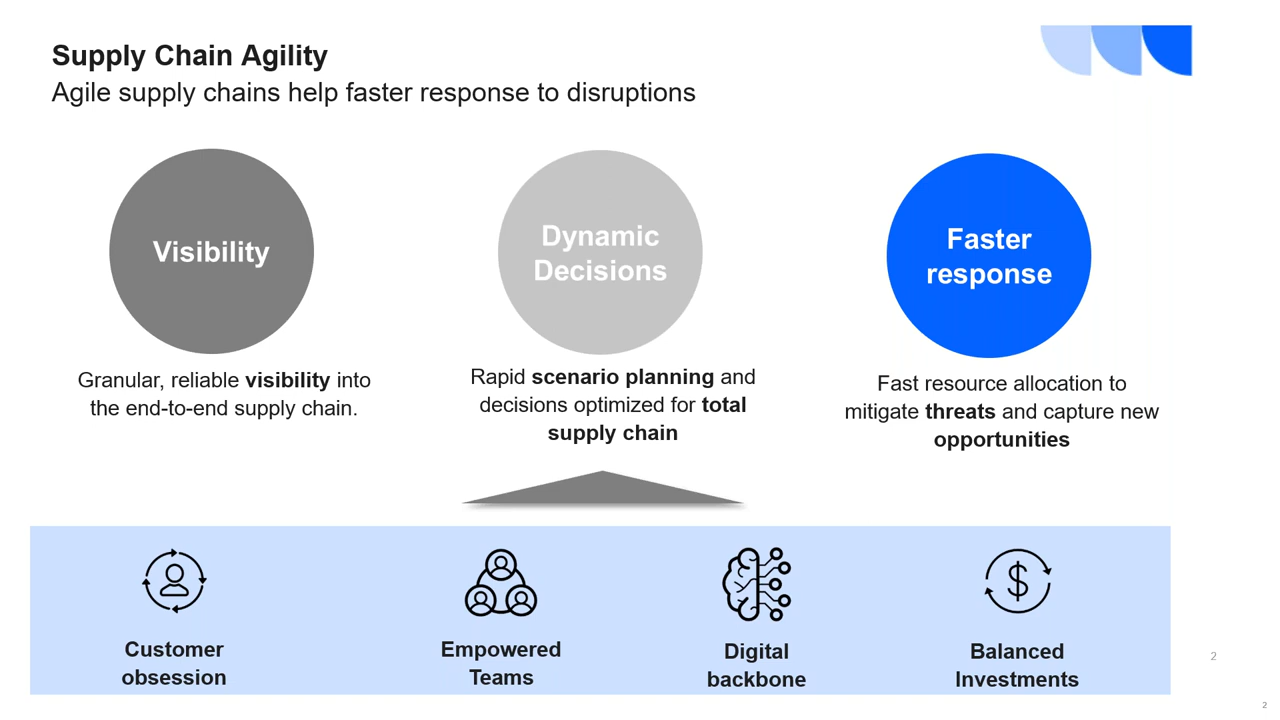 Supply Chain Agility
Agile supply chains help faster response to disruptions
Visibility
Granular, reliable visibility into
the end-to-end supply chain.
Dynamic
Decisions
Rapid scenario planning and
decisions optimized for total
supply chain
Faster
response
Fast resource allocation to
mitigate threats and capture new
opportunities
Customer
obsession
Empowered
Teams
Digital
backbone
$
Balanced
Investments
2
2